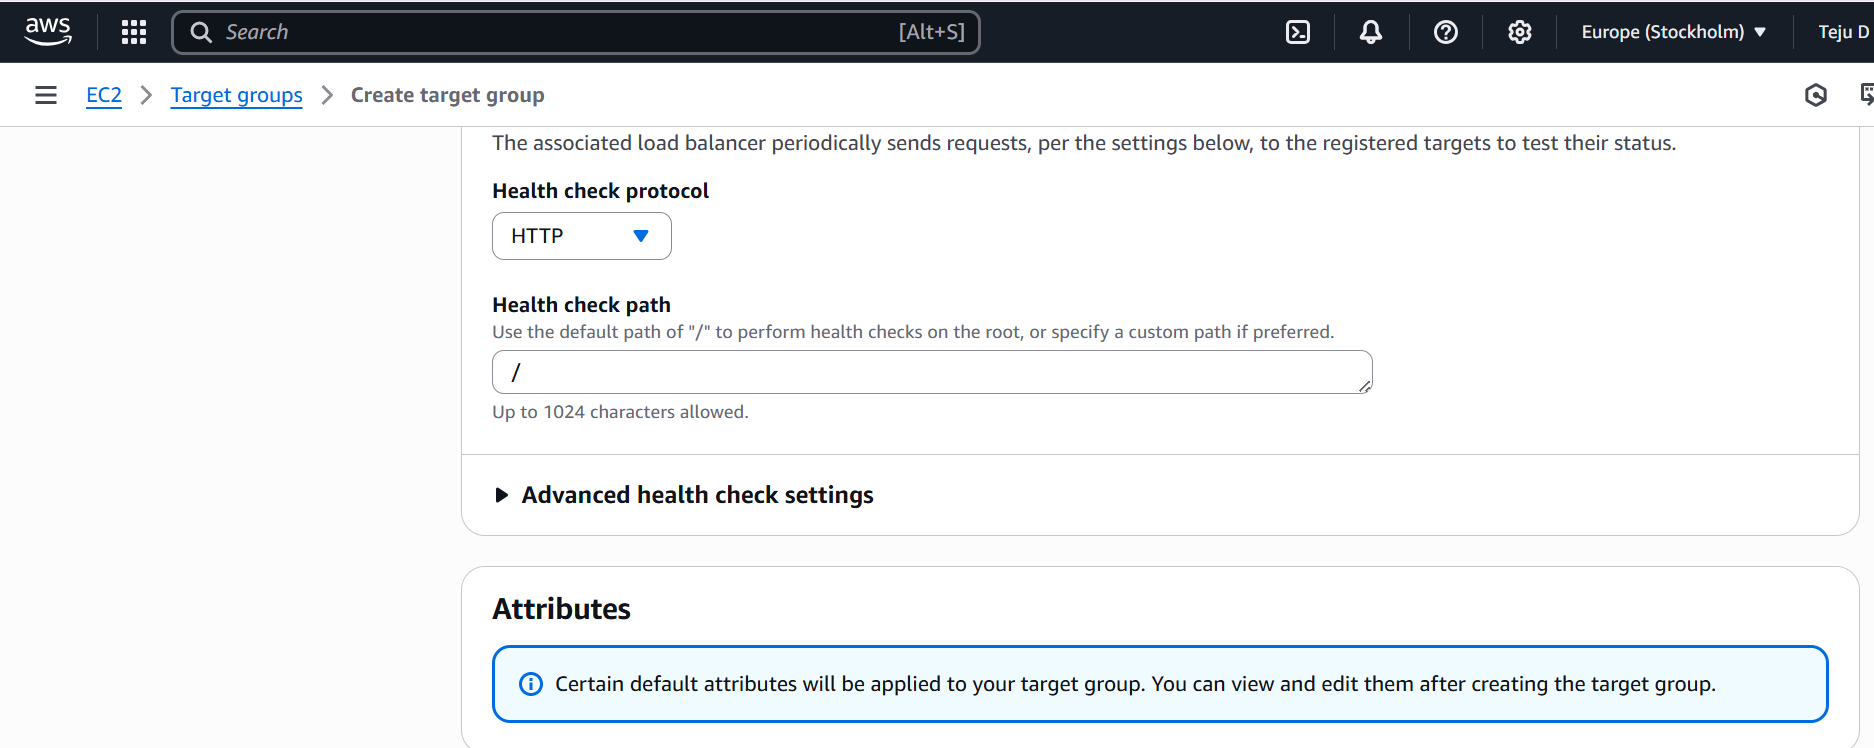 aws
Search [Alt+S]
Europe (Stockholm)
Teju D
EC2 > Target groups > Create target group
The associated load balancer periodically sends requests, per the settings below, to the registered targets to test their status.
Health check protocol
HTTP
Health check path
Use the default path of "/" to perform health checks on the root, or specify a custom path if preferred.
/
Up to 1024 characters allowed.
Advanced health check settings
Attributes
Certain default attributes will be applied to your target group. You can view and edit them after creating the target group.